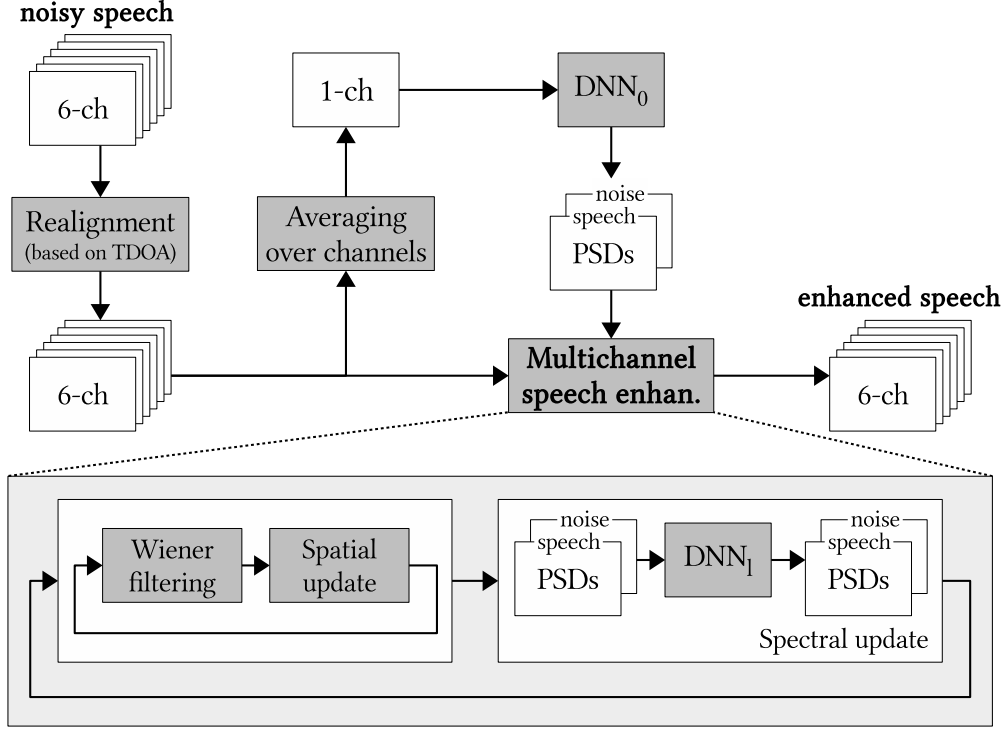 noisy speech
6-ch
Realignment
(based on TDOA)
6-ch
1-ch
Averaging
over channels
DNN0
noise
speech
PSDs
Multichannel
speech enhan.
enhanced speech
6-ch
Wiener
filtering
Spatial
update
noise
speech
PSDs
DNNl
noise
speech
PSDs
Spectral update